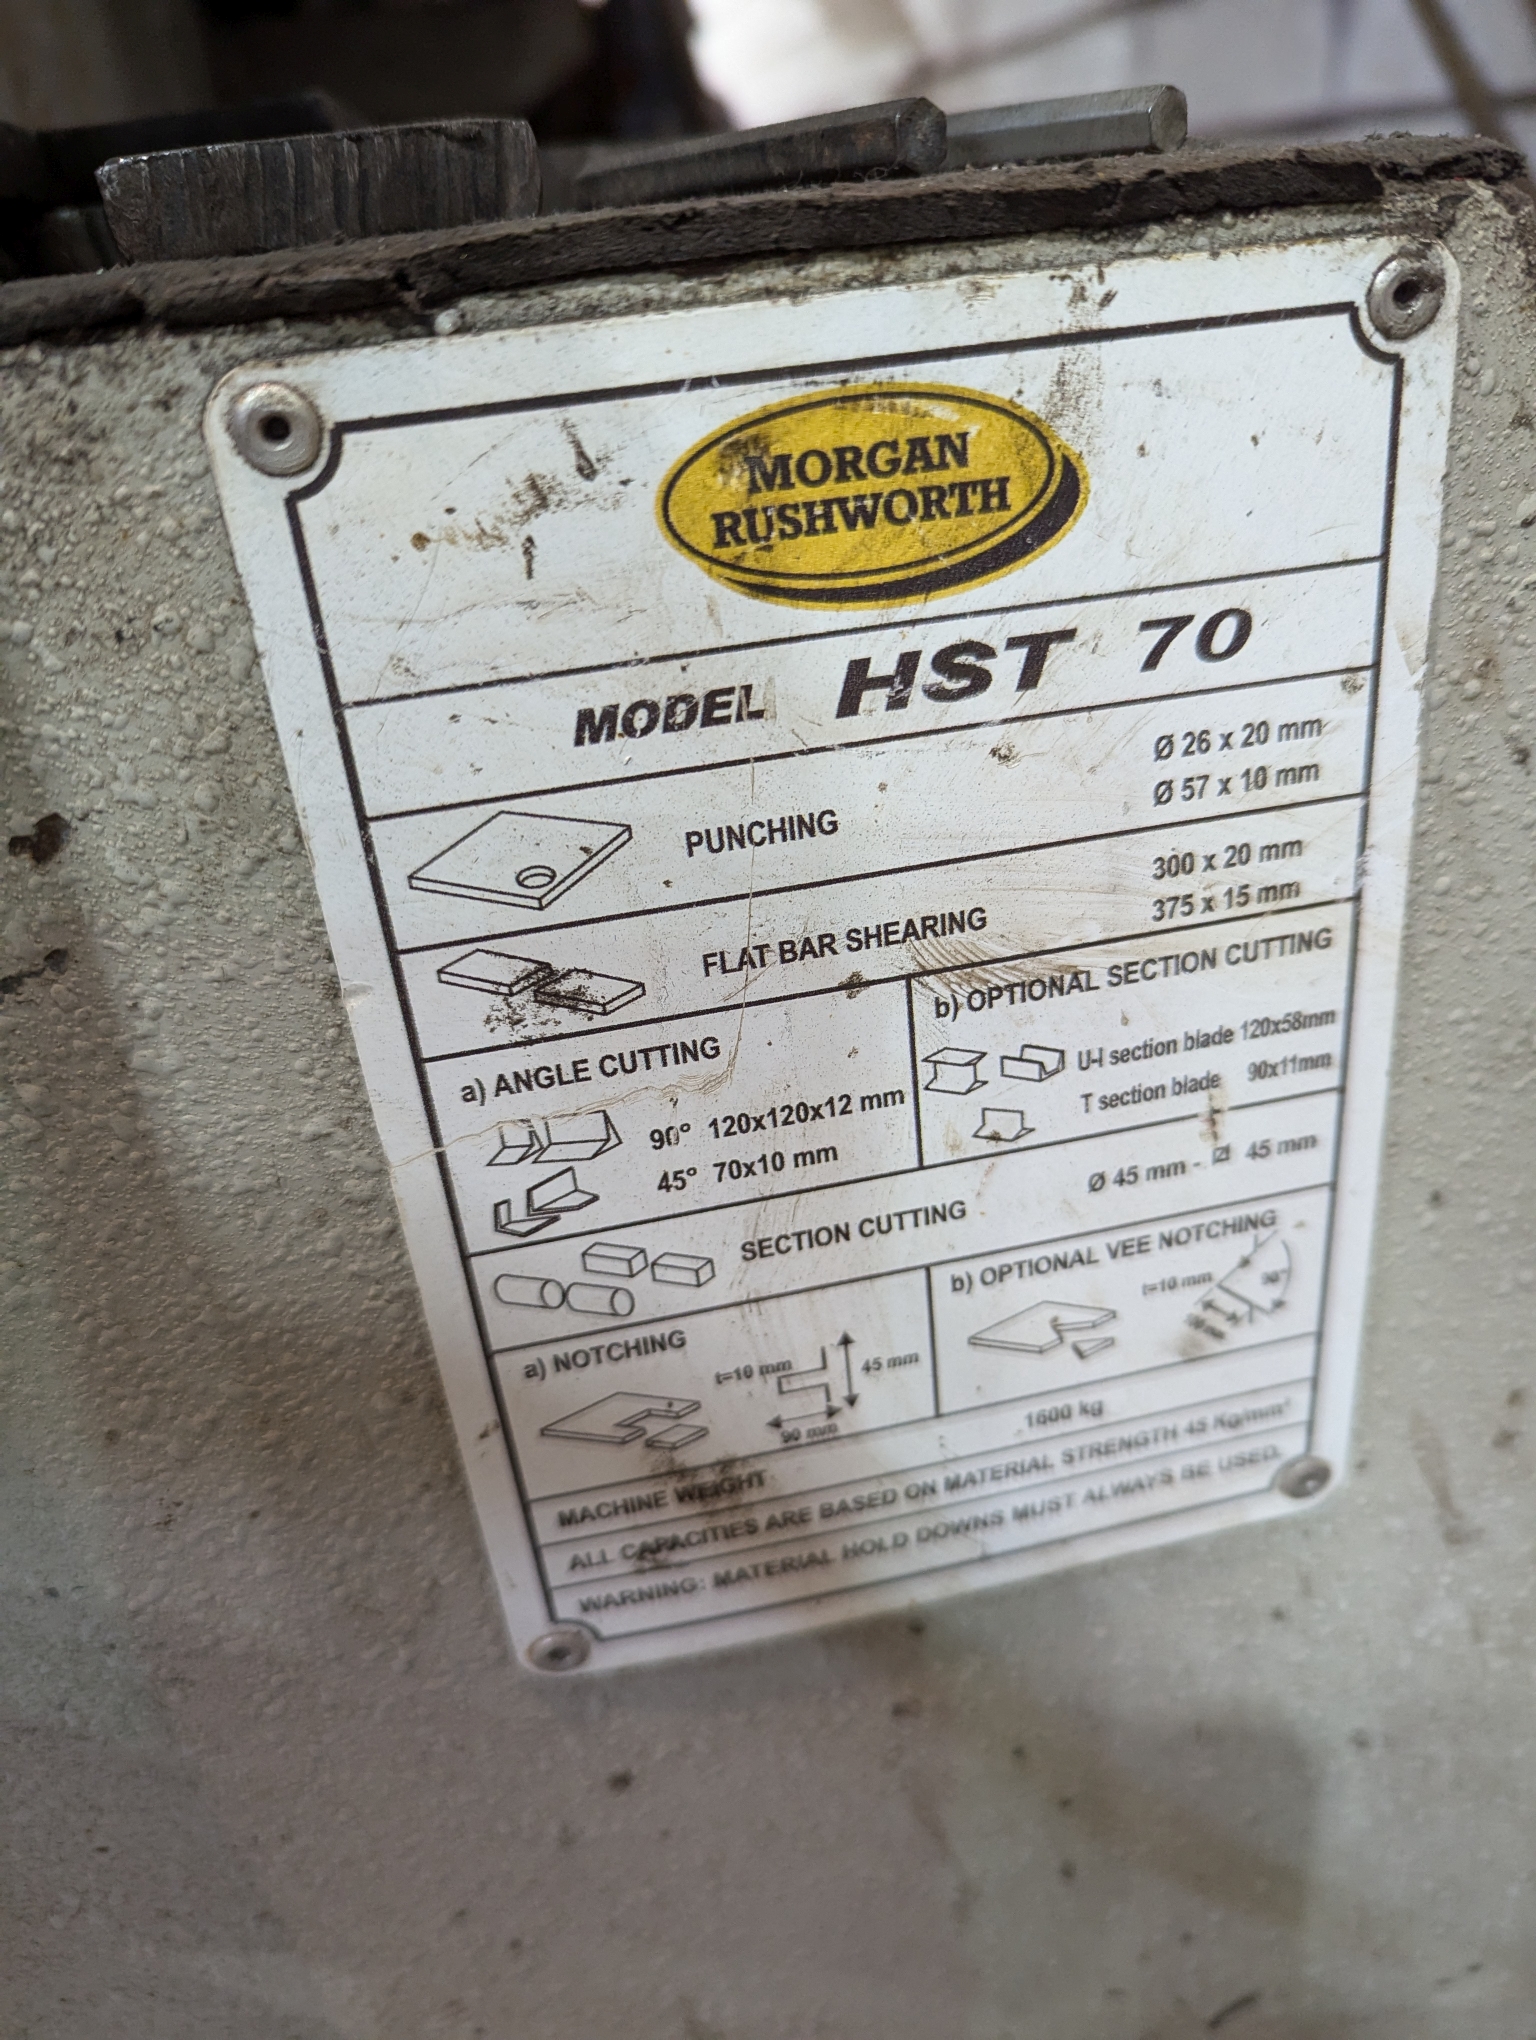 MORGAN
RUSHWORTH
MODEL HST 70
PUNCHING
Ø 26 x 20 mm
Ø 57 x 10 mm
FLAT BAR SHEARING
300 x 20 mm
375 x 15 mm
a) ANGLE CUTTING
90° 120x120x12 mm
45° 70x10 mm
b) OPTIONAL SECTION CUTTING
U-I section blade 120x58mm
T section blade 90x11mm
SECTION CUTTING
Ø 45 mm - 45 mm
a) NOTCHING
t=10 mm
45 mm
90 mm
b) OPTIONAL VEE NOTCHING
t=10 mm
90°
MACHINE WEIGHT 1600 kg
ALL CAPACITIES ARE BASED ON MATERIAL STRENGTH 45 Kg/mm²
WARNING: MATERIAL HOLD DOWNS MUST ALWAYS BE USED.